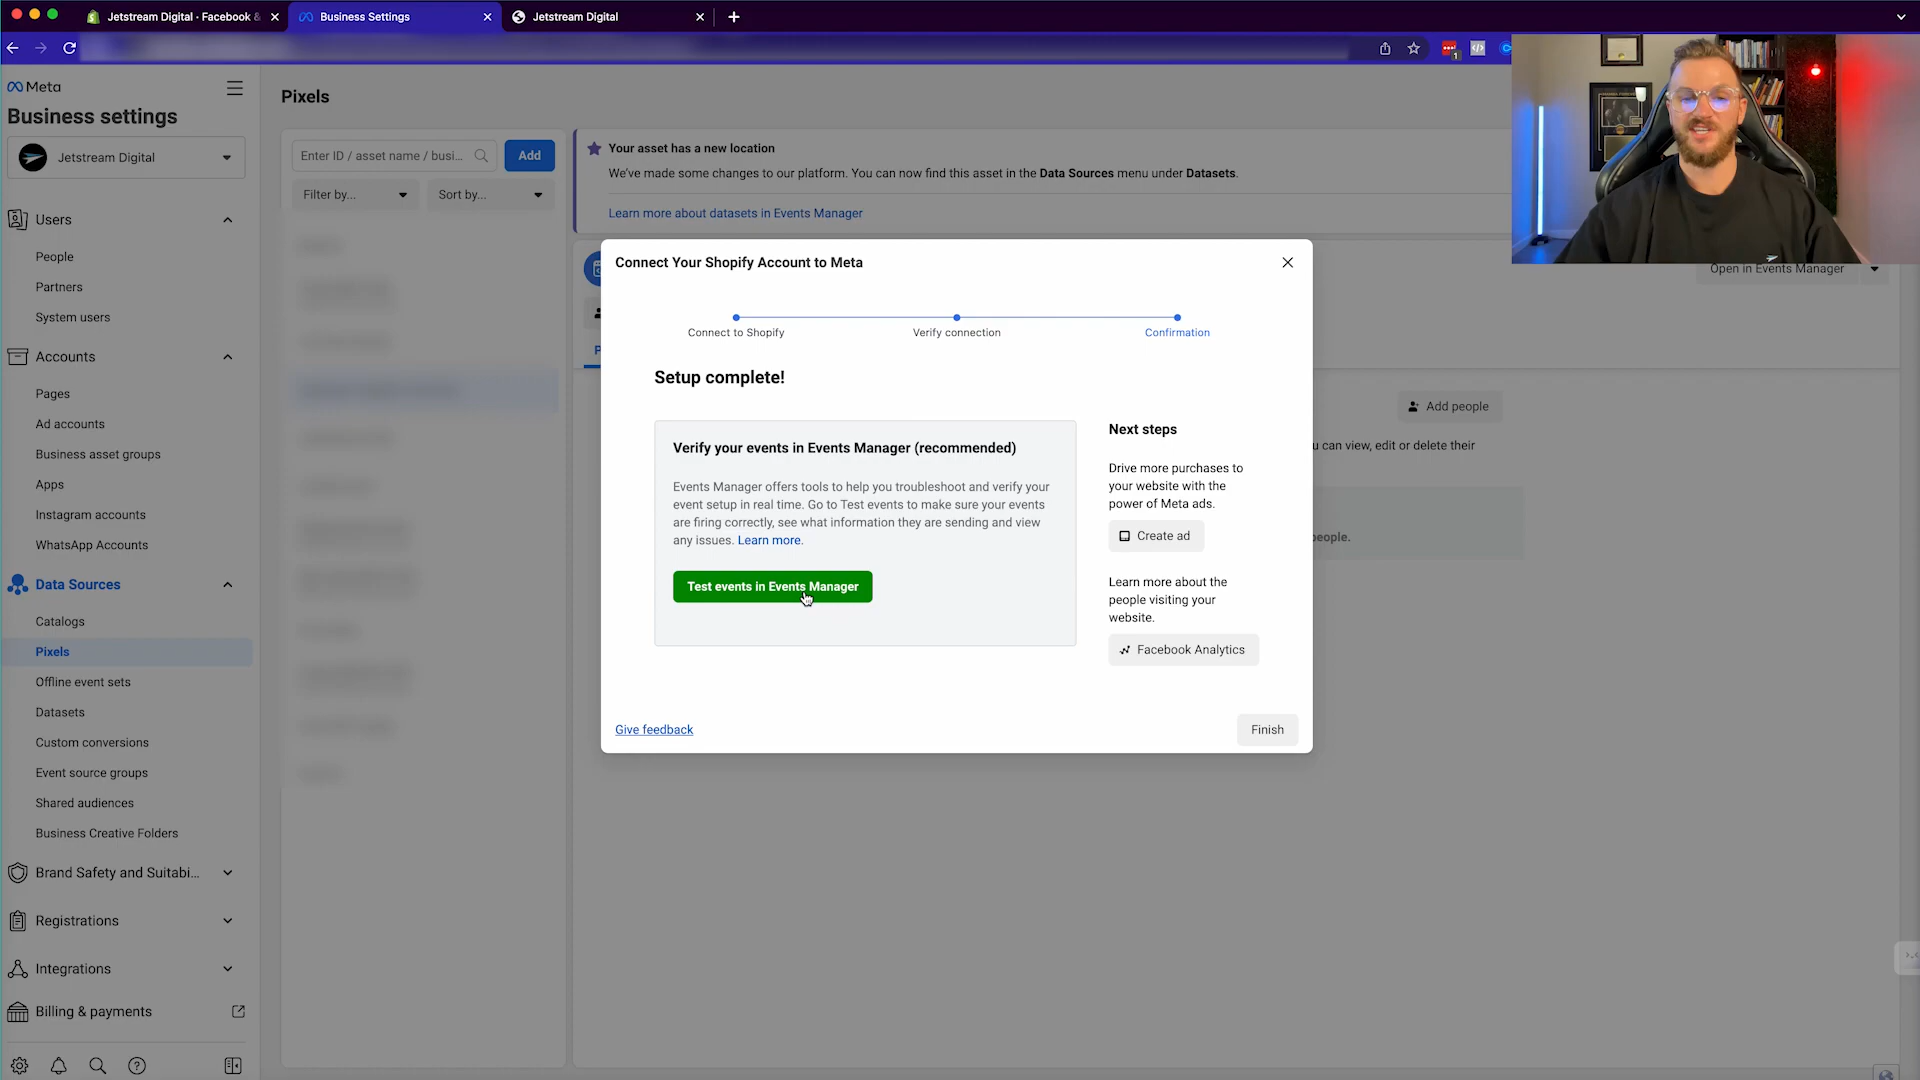 Jetstream Digital · Facebook &
Business Settings
Jetstream Digital
1
Meta
Business settings
Jetstream Digital
Users
People
Partners
System users
Accounts
Pages
Ad accounts
Business asset groups
Apps
Instagram accounts
WhatsApp Accounts
Data Sources
Catalogs
Pixels
Offline event sets
Datasets
Custom conversions
Event source groups
Shared audiences
Business Creative Folders
Brand Safety and Suitabi...
Registrations
Integrations
Billing & payments
Pixels
Enter ID / asset name / busi...
Add
Filter by...
Sort by...
Your asset has a new location
We've made some changes to our platform. You can now find this asset in the Data Sources menu under Datasets.
Learn more about datasets in Events Manager
Open in Events Manager
Add people
u can view, edit or delete their
people.
Connect Your Shopify Account to Meta
Connect to Shopify
Verify connection
Confirmation
Setup complete!
Verify your events in Events Manager (recommended)
Events Manager offers tools to help you troubleshoot and verify your
event setup in real time. Go to Test events to make sure your events
are firing correctly, see what information they are sending and view
any issues. Learn more.
Test events in Events Manager
Next steps
Drive more purchases to
your website with the
power of Meta ads.
Create ad
Learn more about the
people visiting your
website.
Facebook Analytics
Give feedback
Finish